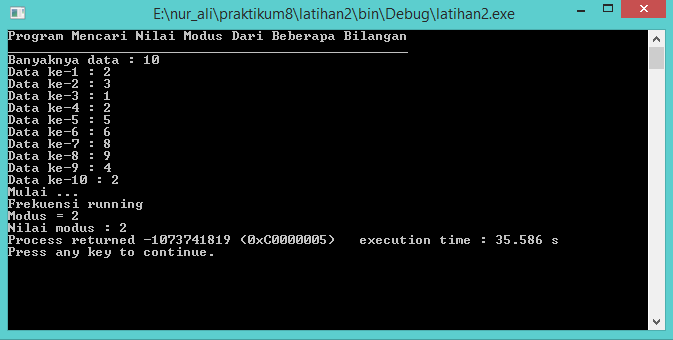 E:\nur_ali\praktikum8\latihan2\bin\Debug\latihan2.exe
Program Mencari Nilai Modus Dari Beberapa Bilangan
__________________________________________________
Banyaknya data : 10
Data ke-1 : 2
Data ke-2 : 3
Data ke-3 : 1
Data ke-4 : 2
Data ke-5 : 5
Data ke-6 : 6
Data ke-7 : 8
Data ke-8 : 9
Data ke-9 : 4
Data ke-10 : 2
Mulai ...
Frekuensi running
Modus = 2
Nilai modus : 2
Process returned -1073741819 (0xC0000005)   execution time : 35.586 s
Press any key to continue.